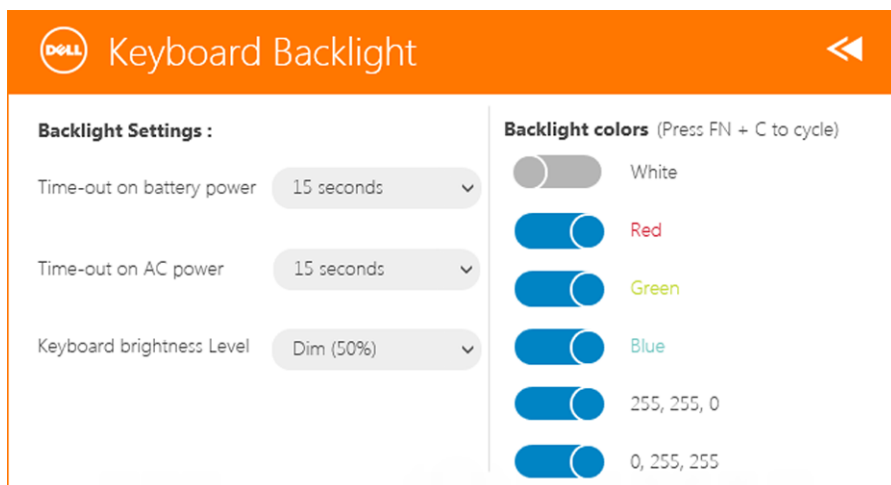 DELL Keyboard Backlight
Backlight Settings :
Time-out on battery power 15 seconds
Time-out on AC power 15 seconds
Keyboard brightness Level Dim (50%)
Backlight colors (Press FN + C to cycle)
White
Red
Green
Blue
255, 255, 0
0, 255, 255